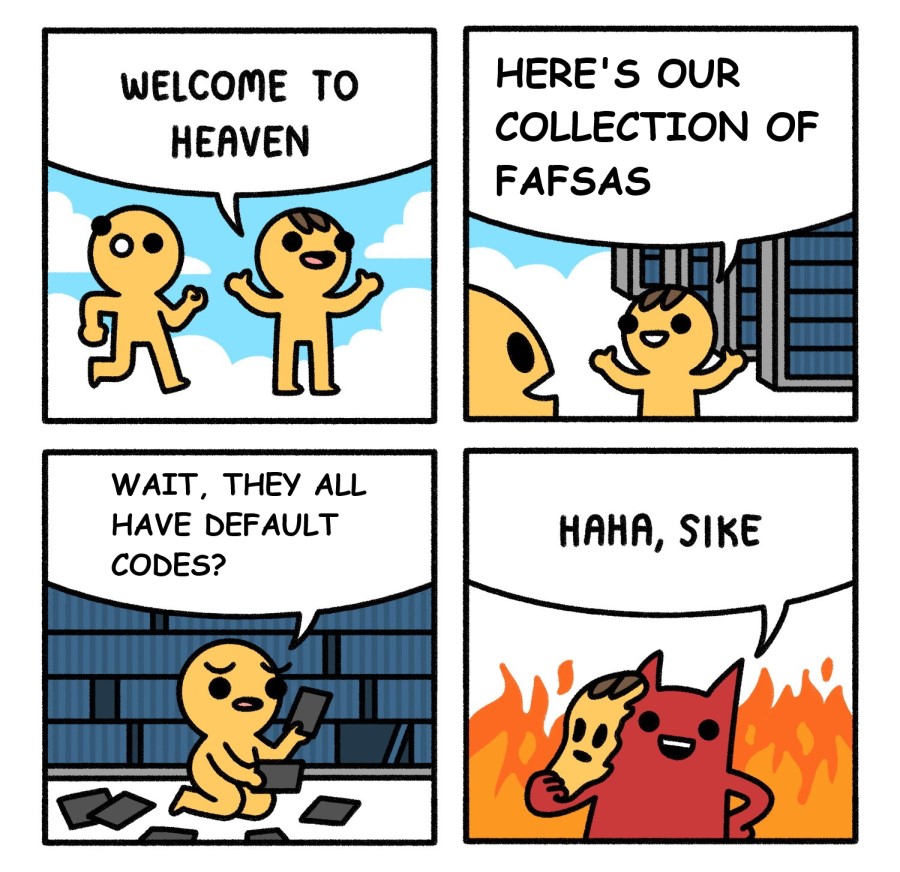 WELCOME TO
HEAVEN
HERE'S OUR
COLLECTION OF
FAFSAS
WAIT, THEY ALL
HAVE DEFAULT
CODES?
HAHA, SIKE